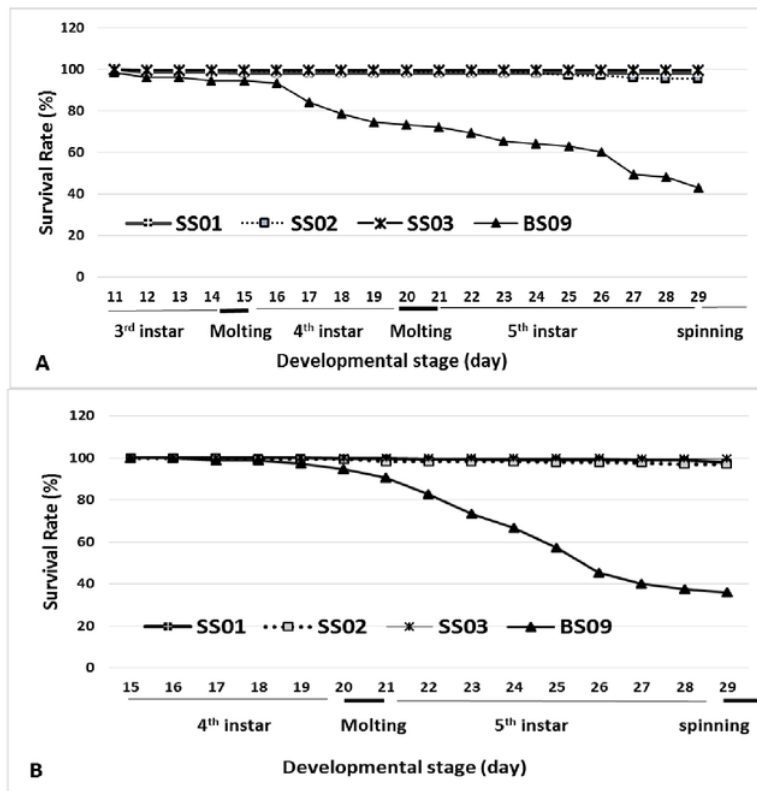 120
100
80
60
40
20
0
Survival Rate (%)
SS01 SS02 SS03 BS09
11 12 13 14 15 16 17 18 19 20 21 22 23 24 25 26 27 28 29
3rd instar Molting 4th instar Molting 5th instar spinning
A Developmental stage (day)
120
100
80
60
40
20
0
Survival Rate (%)
SS01 SS02 SS03 BS09
15 16 17 18 19 20 21 22 23 24 25 26 27 28 29
4th instar Molting 5th instar spinning
B Developmental stage (day)